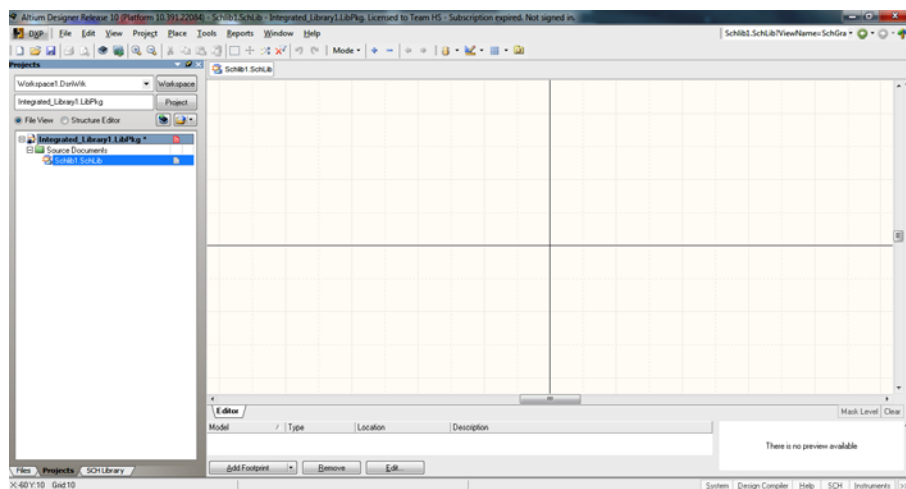 Altium Designer Release 10 (Platform 10.391.22084) - Schlib1.SchLib - Integrated_Library1.LibPkg. Licensed to Team HS - Subscription expired. Not signed in.
DXP File Edit View Project Place Tools Reports Window Help Schlib1.SchLib?ViewName=SchGra
Mode
Projects
Schlib1.SchLib
Workspace1.DsnWrk Workspace
Integrated_Library1.LibPkg Project
File View Structure Editor
Integrated_Library1.LibPkg *
Source Documents
Schlib1.SchLib
Editor Mask Level Clear
Model / Type Location Description
There is no preview available
Add Footprint Remove Edit...
Files Projects SCH Library
X:-60 Y:10 Grid:10 System Design Compiler Help SCH Instruments >>